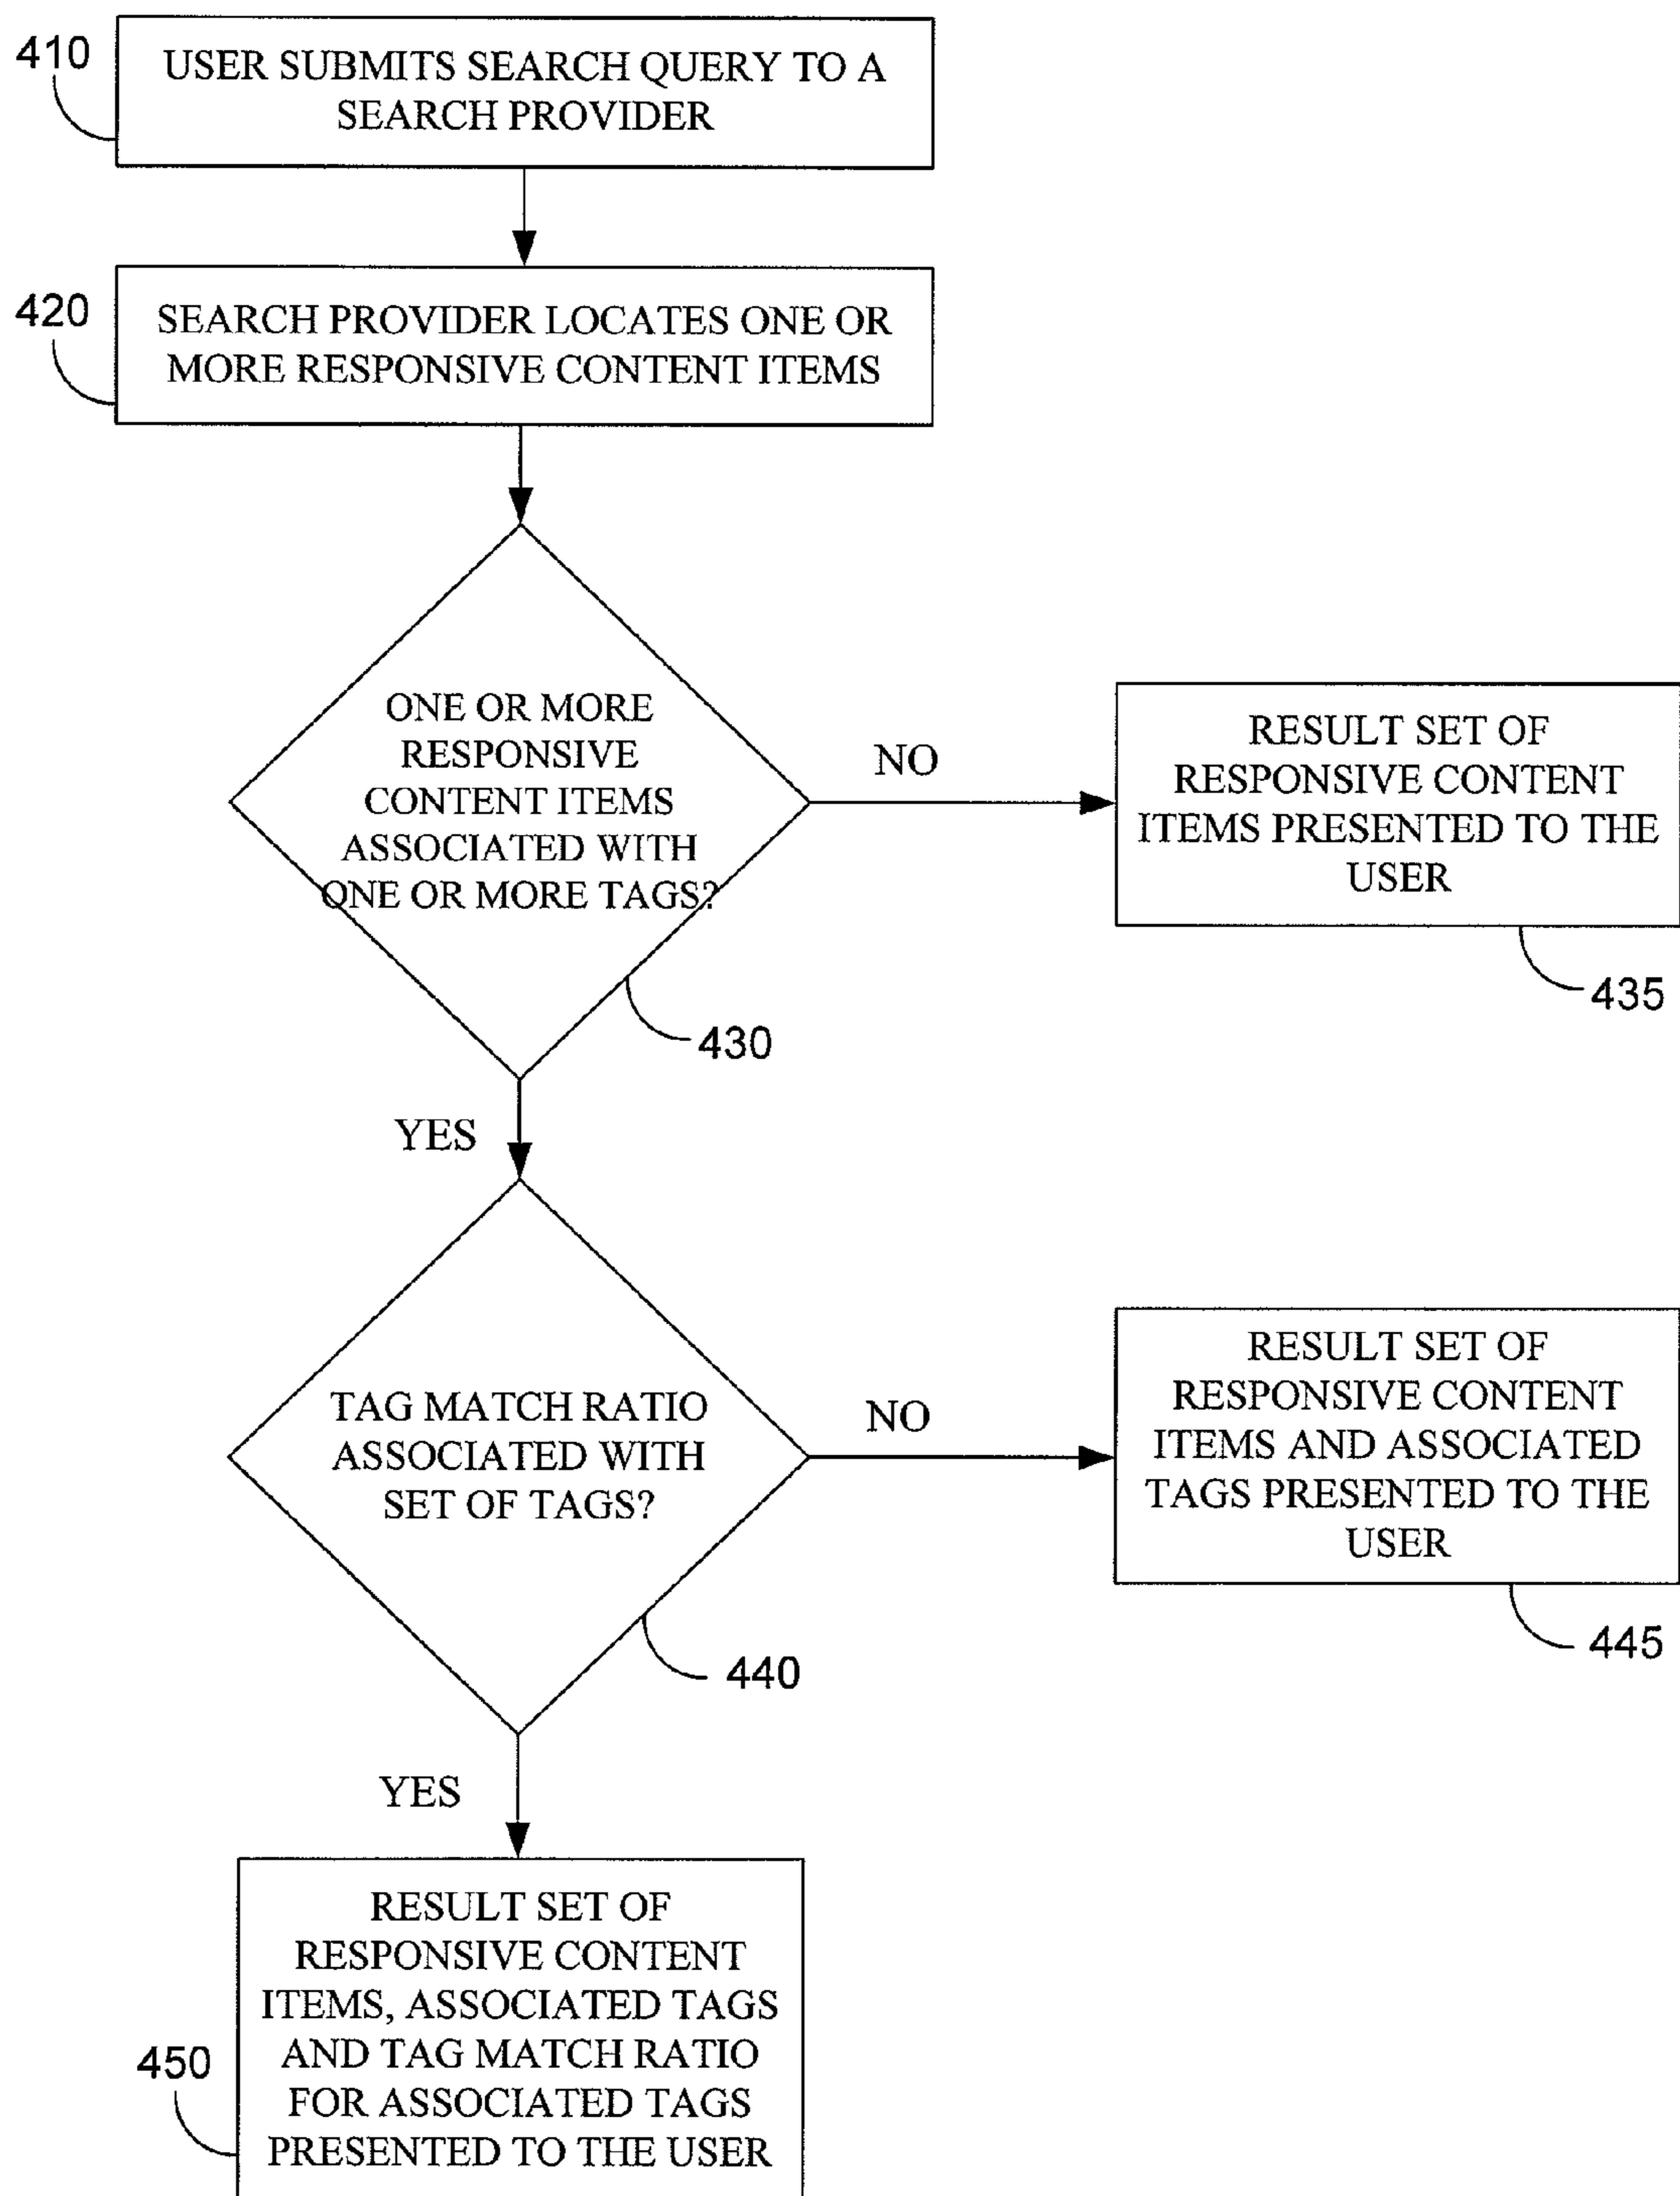 410
USER SUBMITS SEARCH QUERY TO A
SEARCH PROVIDER
420
SEARCH PROVIDER LOCATES ONE OR
MORE RESPONSIVE CONTENT ITEMS
ONE OR MORE
RESPONSIVE
CONTENT ITEMS
ASSOCIATED WITH
ONE OR MORE TAGS?
430
NO
RESULT SET OF
RESPONSIVE CONTENT
ITEMS PRESENTED TO THE
USER
435
YES
TAG MATCH RATIO
ASSOCIATED WITH
SET OF TAGS?
440
NO
RESULT SET OF
RESPONSIVE CONTENT
ITEMS AND ASSOCIATED
TAGS PRESENTED TO THE
USER
445
YES
RESULT SET OF
RESPONSIVE CONTENT
ITEMS, ASSOCIATED TAGS
AND TAG MATCH RATIO
FOR ASSOCIATED TAGS
PRESENTED TO THE USER
450